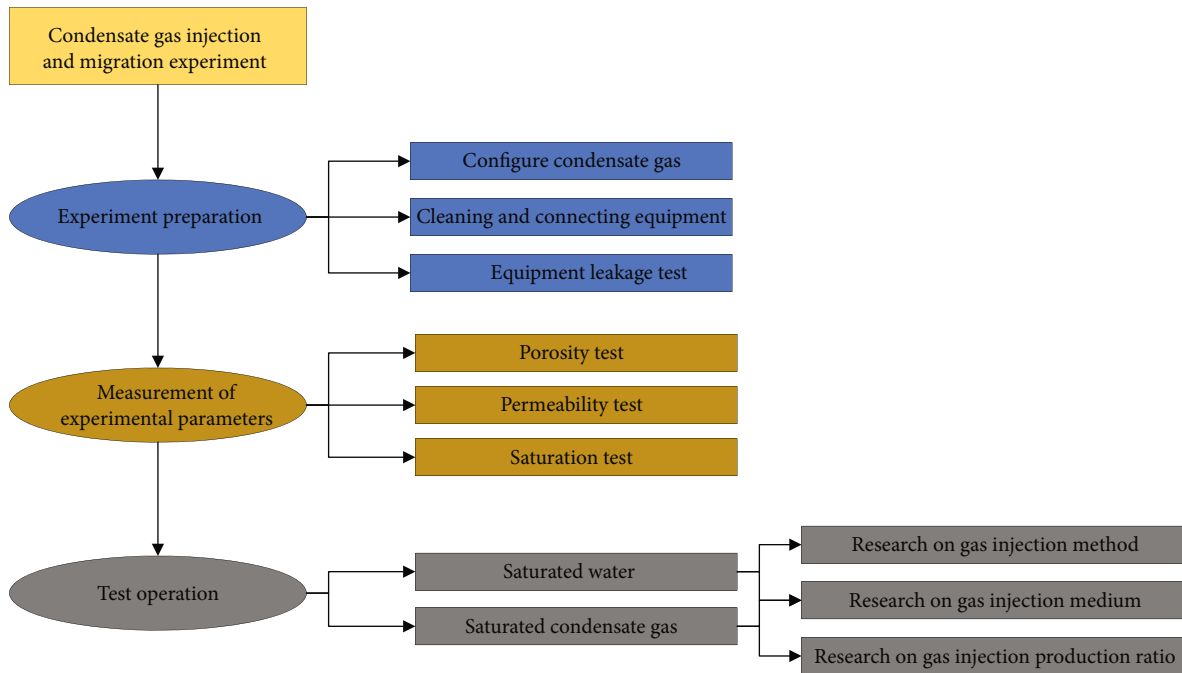 Condensate gas injection
and migration experiment
Experiment preparation
Configure condensate gas
Cleaning and connecting equipment
Equipment leakage test
Measurement of
experimental parameters
Porosity test
Permeability test
Saturation test
Test operation
Saturated water
Saturated condensate gas
Research on gas injection method
Research on gas injection medium
Research on gas injection production ratio